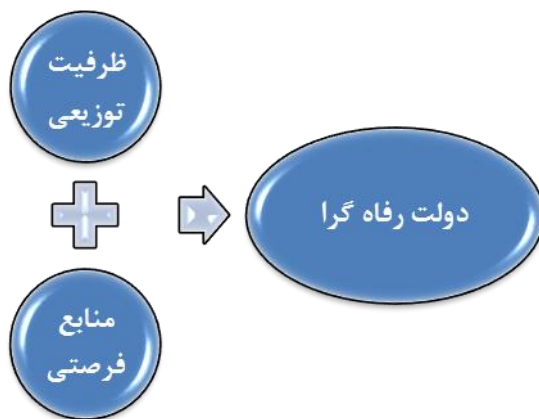 ظرفیت
توزیعی
دولت رفاه گرا
منابع
فرصتی